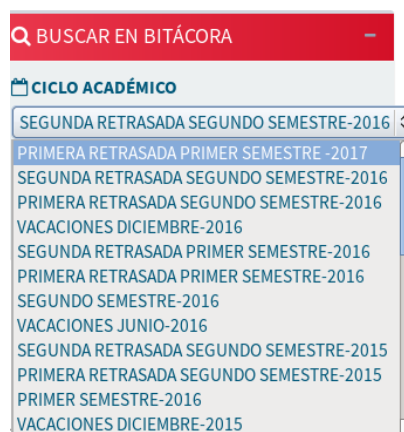 BUSCAR EN BITÁCORA
CICLO ACADÉMICO
SEGUNDA RETRASADA SEGUNDO SEMESTRE-2016
PRIMERA RETRASADA PRIMER SEMESTRE -2017
SEGUNDA RETRASADA SEGUNDO SEMESTRE-2016
PRIMERA RETRASADA SEGUNDO SEMESTRE-2016
VACACIONES DICIEMBRE-2016
SEGUNDA RETRASADA PRIMER SEMESTRE-2016
PRIMERA RETRASADA PRIMER SEMESTRE-2016
SEGUNDO SEMESTRE-2016
VACACIONES JUNIO-2016
SEGUNDA RETRASADA SEGUNDO SEMESTRE-2015
PRIMERA RETRASADA SEGUNDO SEMESTRE-2015
PRIMER SEMESTRE-2016
VACACIONES DICIEMBRE-2015